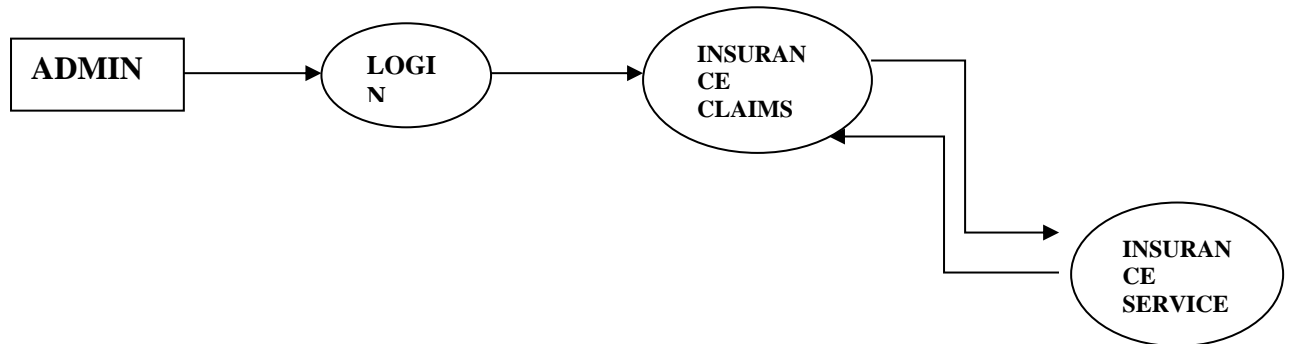 ADMIN
LOGI
N
INSURAN
CE
CLAIMS
INSURAN
CE
SERVICE